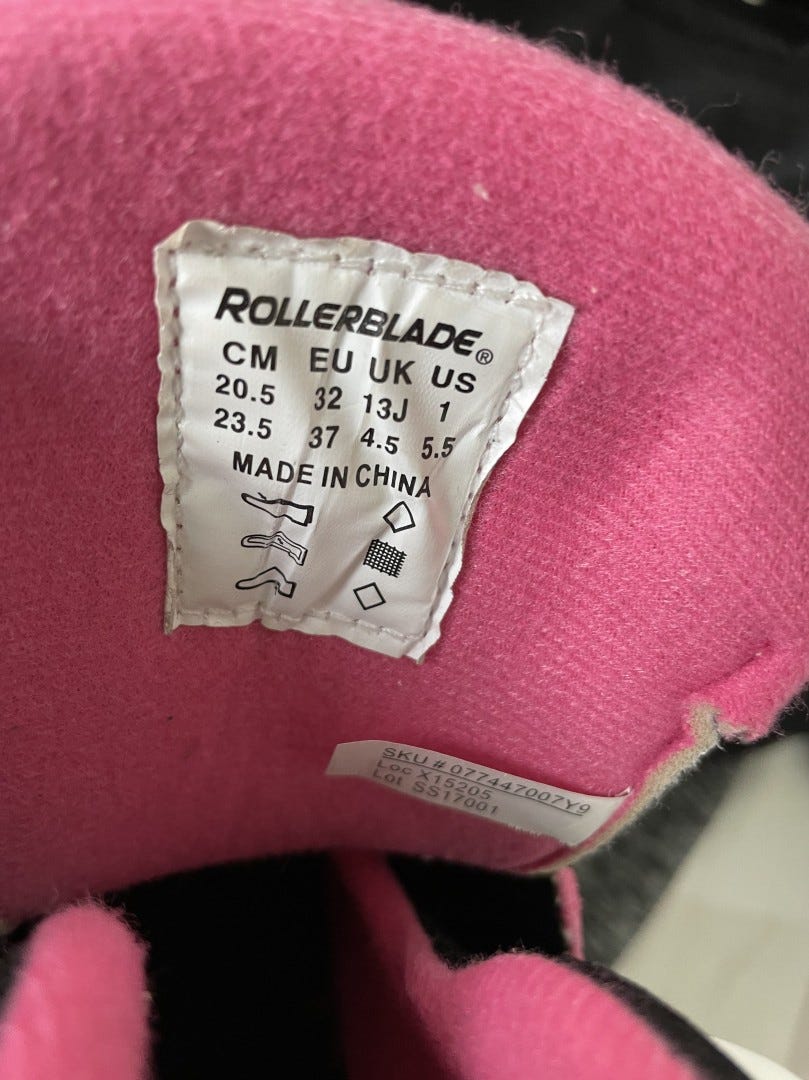 ROLLERBLADE®
CM EU UK US
20.5 32 13J 1
23.5 37 4.5 5.5
MADE IN CHINA
SKU # 077447007Y9
Loc X15205
Lot SS17001